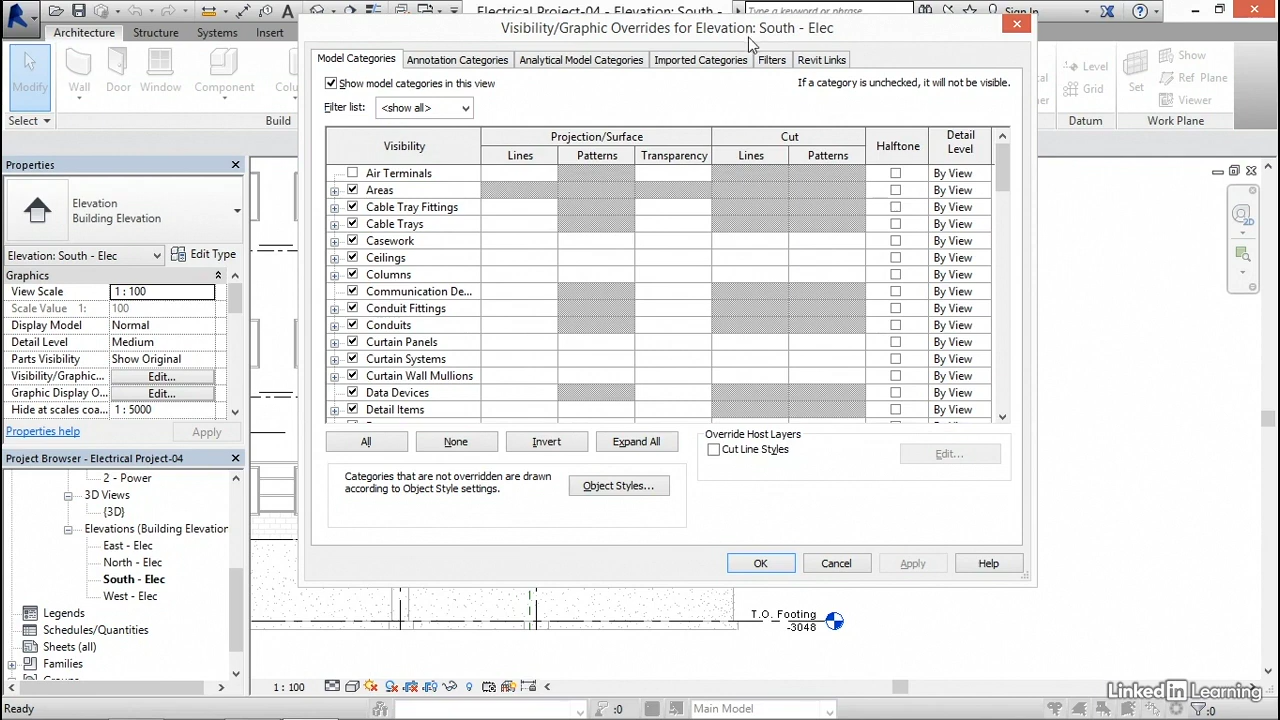 Electrical Project-04 - Elevation: South -
Type a keyword or phrase
Sign In
Architecture Structure Systems Insert
Modify
Wall
Door
Window
Component
Select
Build
Level
Grid
Datum
Set
Show
Ref Plane
Viewer
Work Plane
Visibility/Graphic Overrides for Elevation: South - Elec
Model Categories Annotation Categories Analytical Model Categories Imported Categories Filters Revit Links
Show model categories in this view
If a category is unchecked, it will not be visible.
Filter list: <show all>
Visibility
Projection/Surface
Cut
Halftone
Detail Level
Lines Patterns Transparency Lines Patterns
Air Terminals By View
Areas By View
Cable Tray Fittings By View
Cable Trays By View
Casework By View
Ceilings By View
Columns By View
Communication De... By View
Conduit Fittings By View
Conduits By View
Curtain Panels By View
Curtain Systems By View
Curtain Wall Mullions By View
Data Devices By View
Detail Items By View
All None Invert Expand All
Override Host Layers
Cut Line Styles
Edit...
Categories that are not overridden are drawn
according to Object Style settings.
Object Styles...
OK Cancel Apply Help
Properties
Elevation
Building Elevation
Elevation: South - Elec
Edit Type
Graphics
View Scale 1 : 100
Scale Value 1: 100
Display Model Normal
Detail Level Medium
Parts Visibility Show Original
Visibility/Graphic... Edit...
Graphic Display O... Edit...
Hide at scales coa... 1 : 5000
Properties help
Apply
Project Browser - Electrical Project-04
2 - Power
3D Views
{3D}
Elevations (Building Elevation
East - Elec
North - Elec
South - Elec
West - Elec
Legends
Schedules/Quantities
Sheets (all)
Families
T.O. Footing
-3048
1 : 100
Ready
:0
Main Model
:0
2D
Linked in Learning